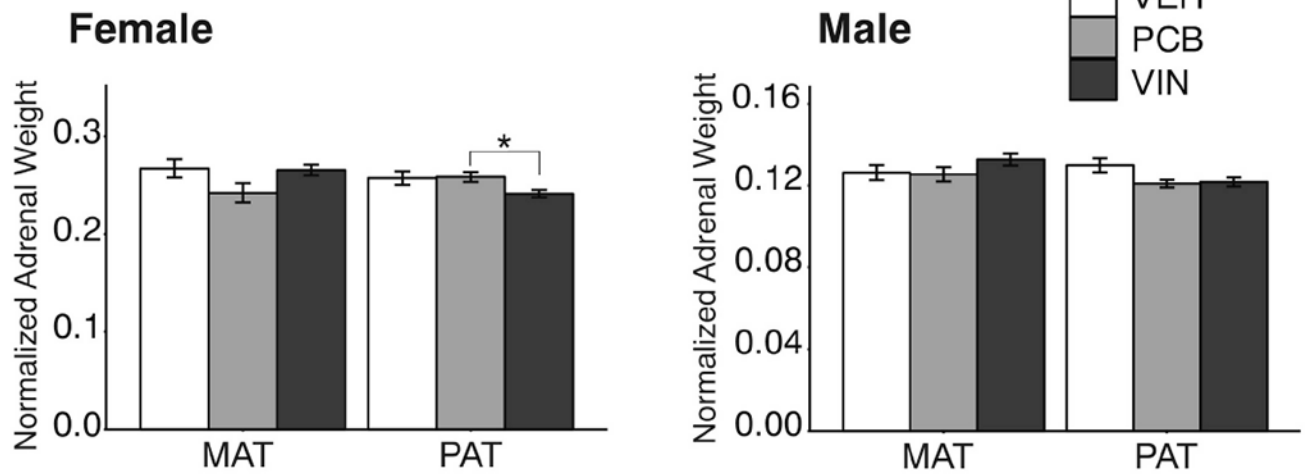 Female
Normalized Adrenal Weight
0.3
0.2
0.1
0.0
*
MAT
PAT
Male
VEH
PCB
VIN
Normalized Adrenal Weight
0.16
0.12
0.08
0.04
0.00
MAT
PAT